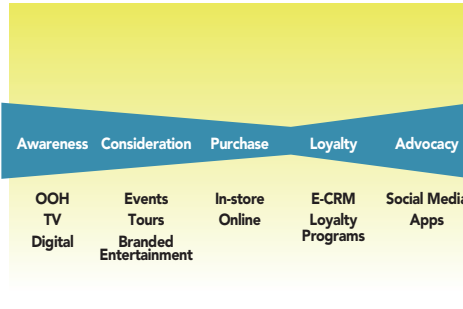 Awareness Consideration Purchase Loyalty Advocacy
OOH Events In-store E-CRM Social Media
TV Tours Online Loyalty Programs Apps
Digital Branded Entertainment